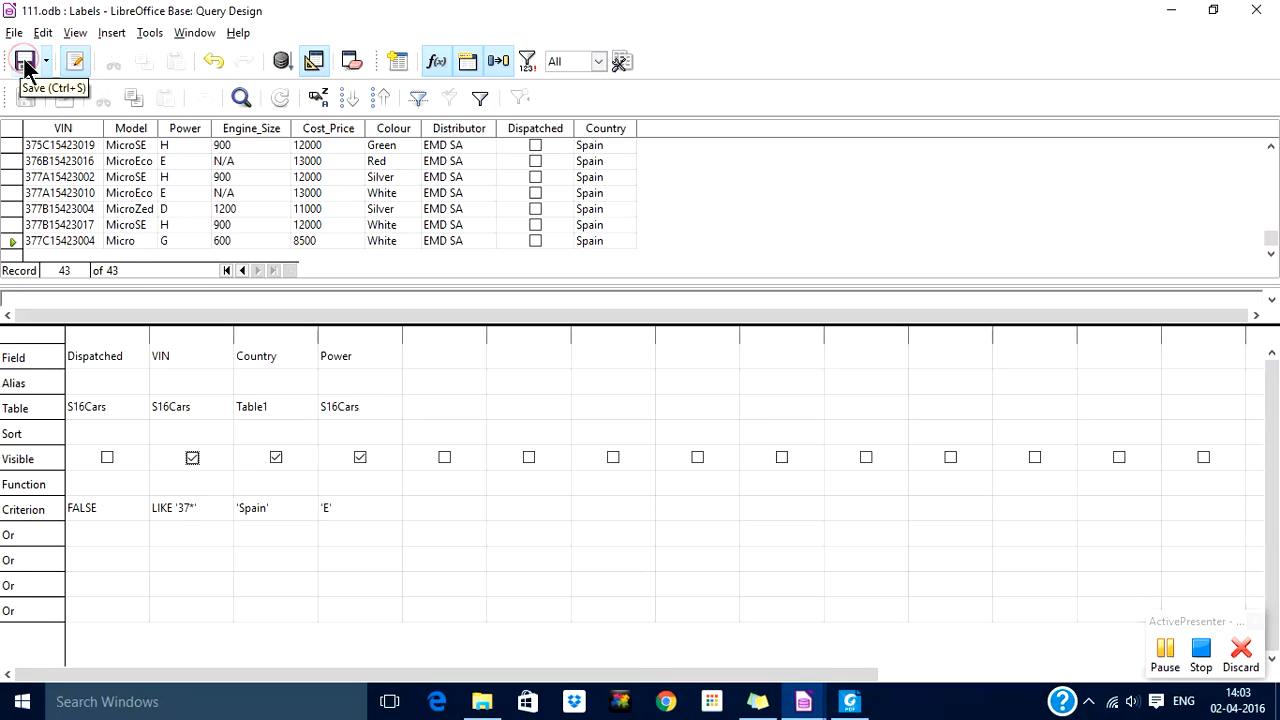 111.odb : Labels - LibreOffice Base: Query Design
File Edit View Insert Tools Window Help
f(x) All
Save (Ctrl+S)
VIN Model Power Engine_Size Cost_Price Colour Distributor Dispatched Country
375C15423019 MicroSE H 900 12000 Green EMD SA Spain
376B15423016 MicroEco E N/A 13000 Red EMD SA Spain
377A15423002 MicroSE H 900 12000 Silver EMD SA Spain
377A15423010 MicroEco E N/A 13000 White EMD SA Spain
377B15423004 MicroZed D 1200 11000 Silver EMD SA Spain
377B15423017 MicroSE H 900 12000 White EMD SA Spain
377C15423004 Micro G 600 8500 White EMD SA Spain
Record 43 of 43
Field Dispatched VIN Country Power
Alias
Table S16Cars S16Cars Table1 S16Cars
Sort
Visible
Function
Criterion FALSE LIKE '37*' 'Spain' 'E'
Or
Or
Or
Or
ActivePresenter - ...
Pause Stop Discard
Search Windows
ENG
14:03
02-04-2016